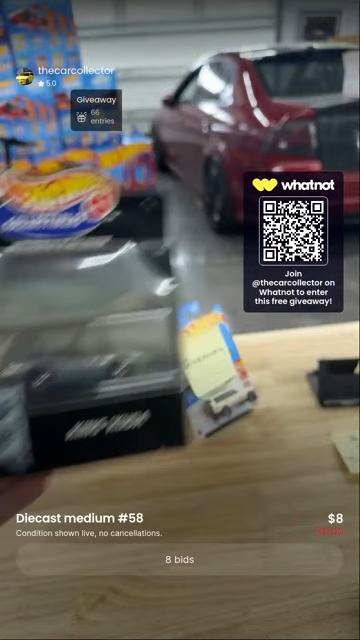 thecarcollector
5.0
Giveaway
66
entries
whatnot
Join
@thecarcollector on
Whatnot to enter
this free giveaway!
Diecast medium #58
$8
Condition shown live, no cancellations.
8 bids